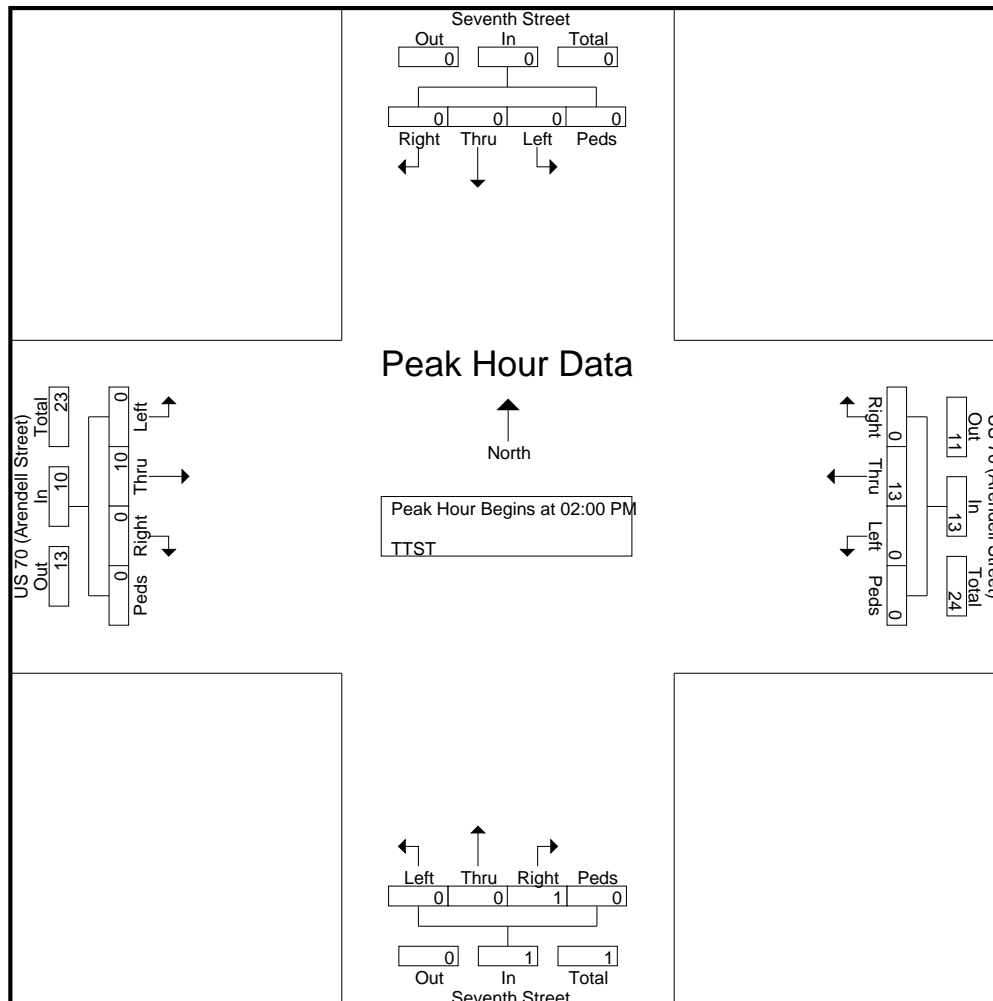 Seventh Street
Out In Total
0 0 0
0 0 0 0
Right Thru Left Peds
Peak Hour Data
North
Peak Hour Begins at 02:00 PM
TTST
US 70 (Arendell Street)
Out In Total
13 10 23
0 10 0 0
Left Thru Right Peds
US 70 (Arendell Street)
Out In Total
11 13 24
0 13 0 0
Right Thru Left Peds
Left Thru Right Peds
0 0 1 0
0 1 1
Out In Total
Seventh Street